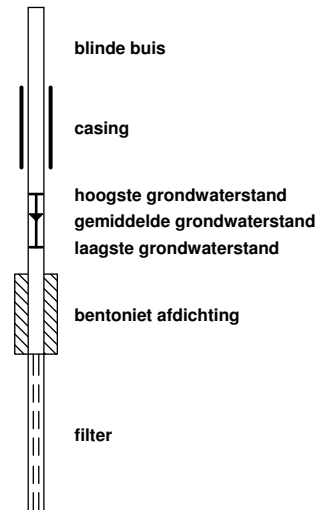 blinde buis
casing
hoogste grondwaterstand
gemiddelde grondwaterstand
laagste grondwaterstand
bentoniet afdichting
filter